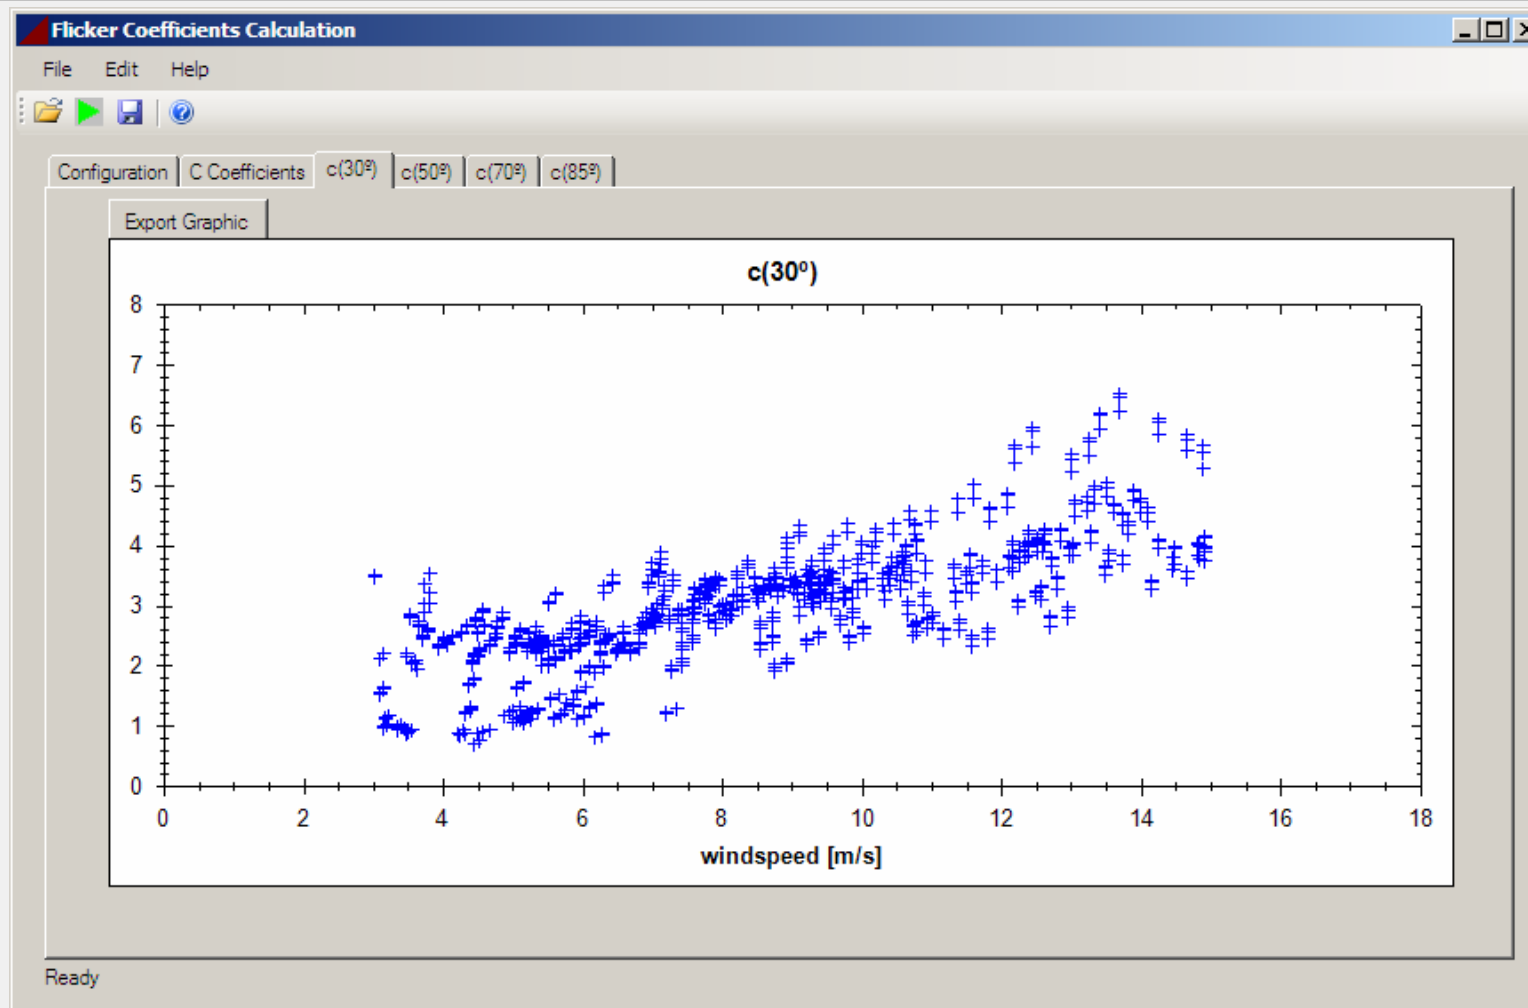 Flicker Coefficients Calculation
File Edit Help
Configuration C Coefficients c(30º) c(50º) c(70º) c(85º)
Export Graphic
c(30º)
8
7
6
5
4
3
2
1
0
0 2 4 6 8 10 12 14 16 18
windspeed [m/s]
Ready